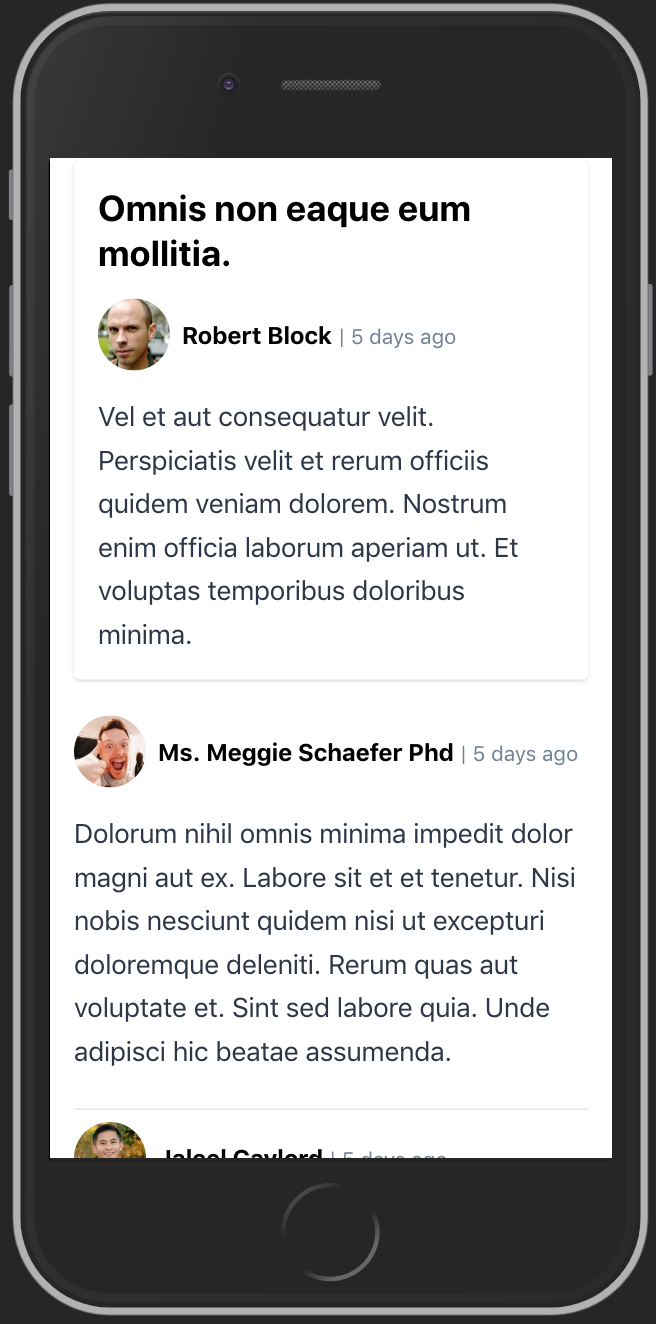 Omnis non eaque eum
mollitia.
Robert Block | 5 days ago
Vel et aut consequatur velit.
Perspiciatis velit et rerum officiis
quidem veniam dolorem. Nostrum
enim officia laborum aperiam ut. Et
voluptas temporibus doloribus
minima.
Ms. Meggie Schaefer Phd | 5 days ago
Dolorum nihil omnis minima impedit dolor
magni aut ex. Labore sit et et tenetur. Nisi
nobis nesciunt quidem nisi ut excepturi
doloremque deleniti. Rerum quas aut
voluptate et. Sint sed labore quia. Unde
adipisci hic beatae assumenda.
Jaleel Gaylord | 5 days ago